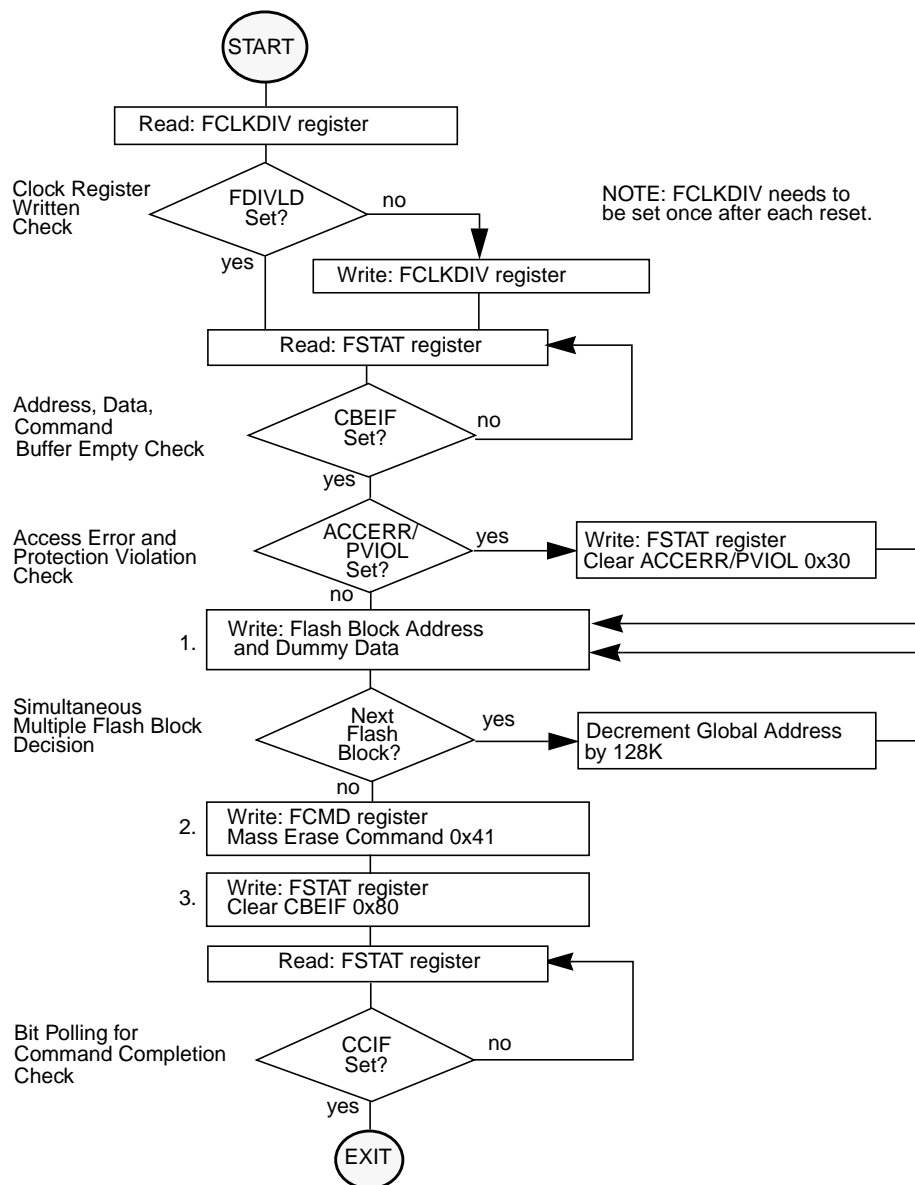 START
Read: FCLKDIV register
Clock Register
Written
Check
FDIVLD
Set?
no
yes
NOTE: FCLKDIV needs to
be set once after each reset.
Write: FCLKDIV register
Read: FSTAT register
Address, Data,
Command
Buffer Empty Check
CBEIF
Set?
no
yes
Access Error and
Protection Violation
Check
ACCERR/
PVIOL
Set?
yes
no
Write: FSTAT register
Clear ACCERR/PVIOL 0x30
1.
Write: Flash Block Address
and Dummy Data
Simultaneous
Multiple Flash Block
Decision
Next
Flash
Block?
yes
no
Decrement Global Address
by 128K
2.
Write: FCMD register
Mass Erase Command 0x41
3.
Write: FSTAT register
Clear CBEIF 0x80
Read: FSTAT register
Bit Polling for
Command Completion
Check
CCIF
Set?
no
yes
EXIT